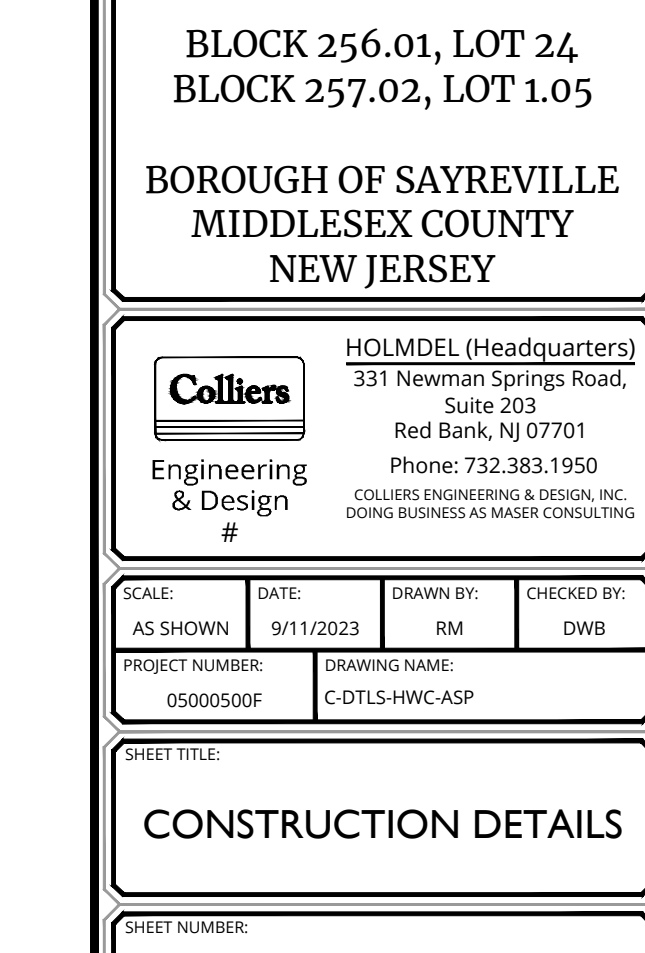 BLOCK 256.01, LOT 24
BLOCK 257.02, LOT 1.05
BOROUGH OF SAYREVILLE
MIDDLESEX COUNTY
NEW JERSEY
Colliers
Engineering
& Design
#
HOLMDEL (Headquarters)
331 Newman Springs Road,
Suite 203
Red Bank, NJ 07701
Phone: 732.383.1950
COLLIERS ENGINEERING & DESIGN, INC.
DOING BUSINESS AS MASER CONSULTING
SCALE:
AS SHOWN
DATE:
9/11/2023
DRAWN BY:
RM
CHECKED BY:
DWB
PROJECT NUMBER:
05000500F
DRAWING NAME:
C-DTLS-HWC-ASP
SHEET TITLE:
CONSTRUCTION DETAILS
SHEET NUMBER: